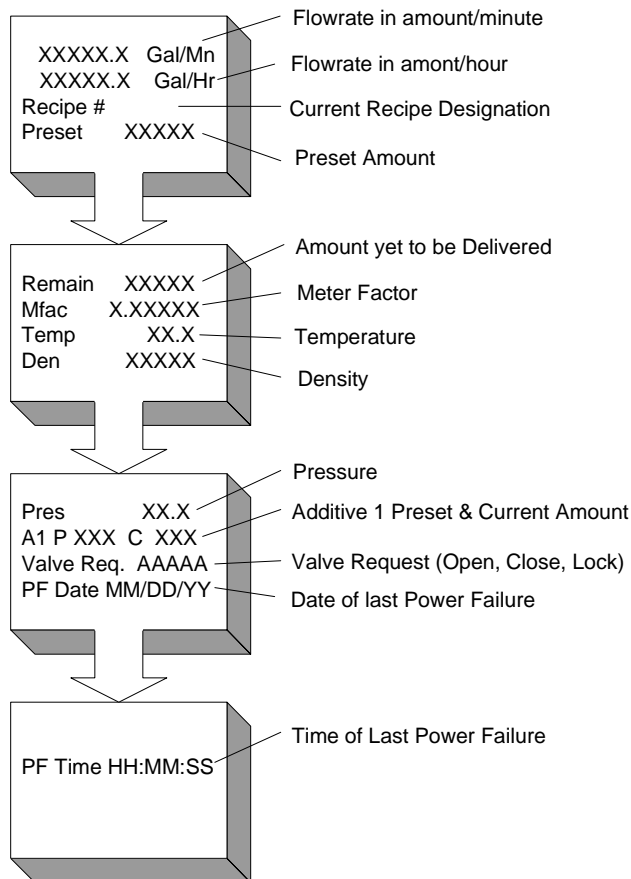 Flowrate in amount/minute
XXXXX.X Gal/Mn
XXXXX.X Gal/Hr
Flowrate in amont/hour
Recipe #
Current Recipe Designation
Preset XXXXX
Preset Amount
Amount yet to be Delivered
Remain XXXXX
Mfac X.XXXXX
Meter Factor
Temp XX.X
Temperature
Den XXXXX
Density
Pressure
Pres XX.X
A1 P XXX C XXX
Additive 1 Preset & Current Amount
Valve Req. AAAAA
Valve Request (Open, Close, Lock)
PF Date MM/DD/YY
Date of last Power Failure
Time of Last Power Failure
PF Time HH:MM:SS